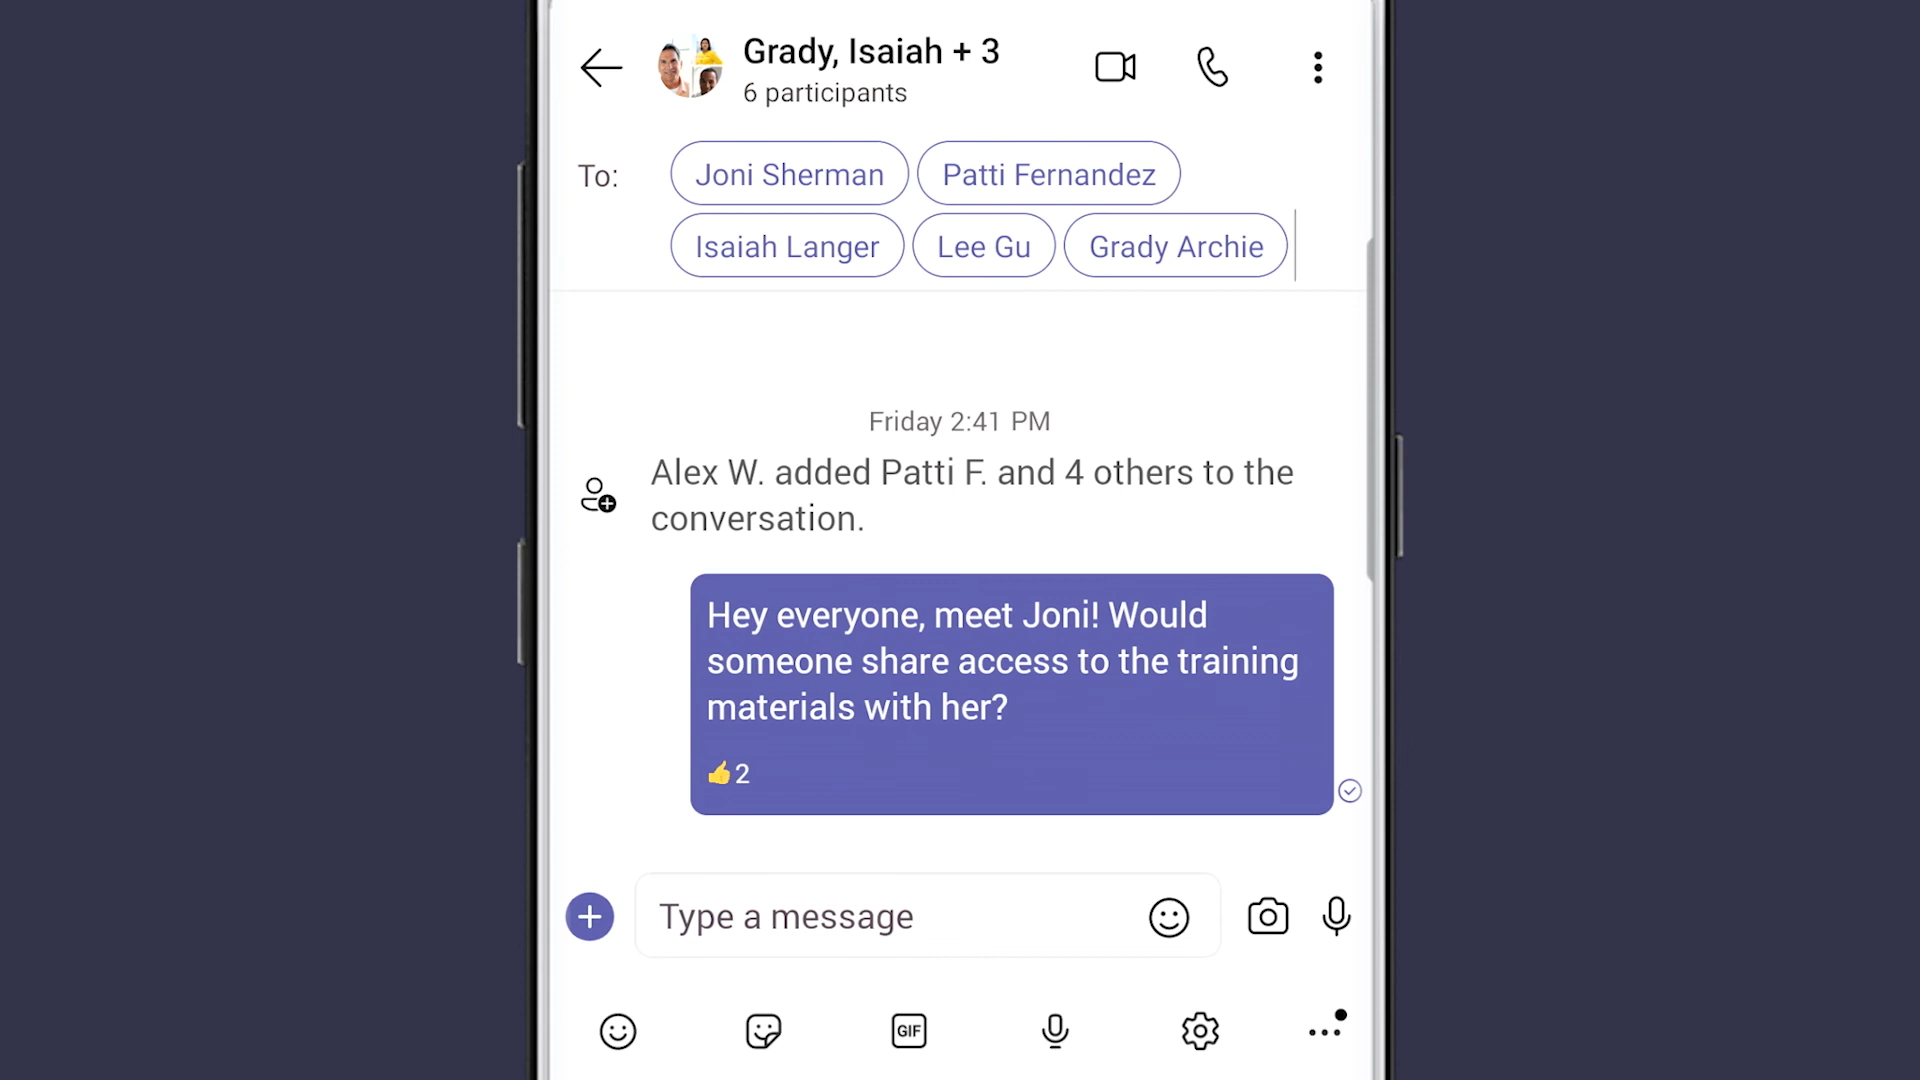 Grady, Isaiah + 3
6 participants
To:
Joni Sherman
Patti Fernandez
Isaiah Langer
Lee Gu
Grady Archie
Friday 2:41 PM
Alex W. added Patti F. and 4 others to the
conversation.
Hey everyone, meet Joni! Would
someone share access to the training
materials with her?
👍2
Type a message
GIF